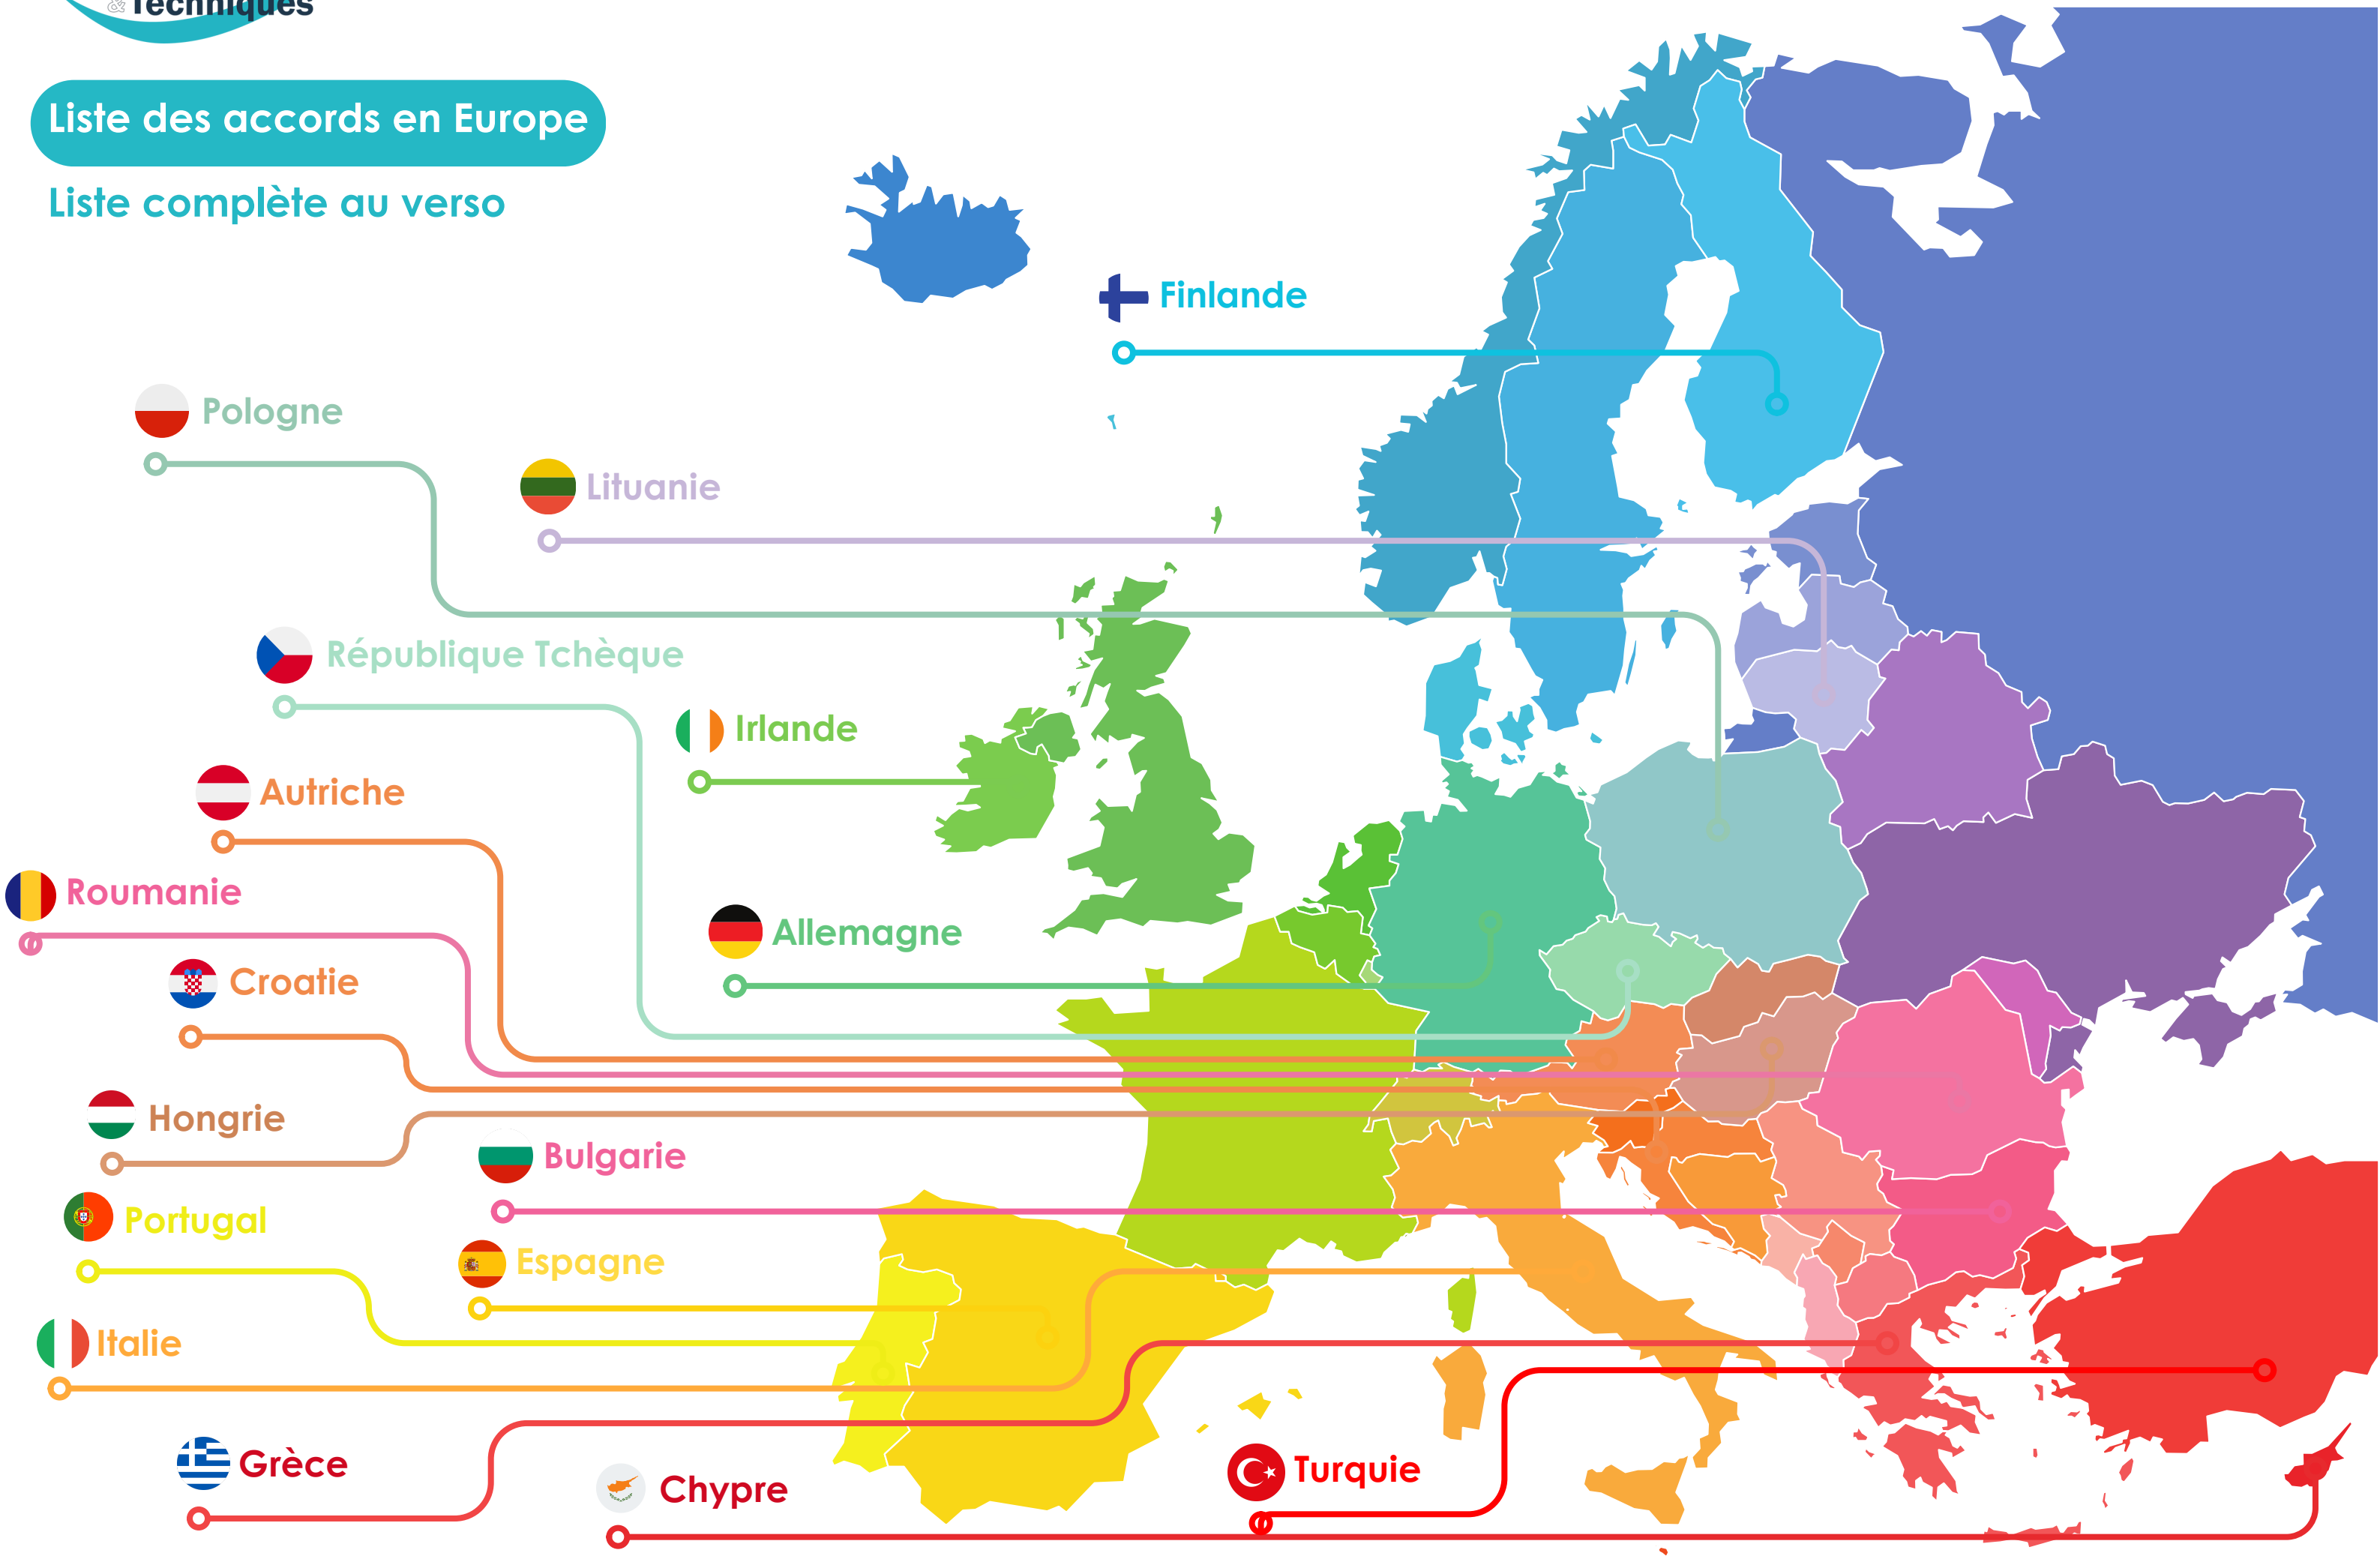 & Techniques
Liste des accords en Europe
Liste complète au verso
Finlande
Pologne
Lituanie
République Tchèque
Irlande
Autriche
Roumanie
Allemagne
Croatie
Hongrie
Bulgarie
Portugal
Espagne
Italie
Grèce
Turquie
Chypre